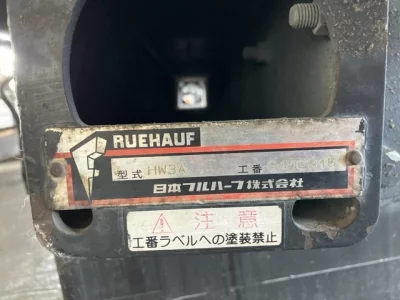 RUEHAUF
型式 HW3A 工番
日本フルハーフ株式会社
⚠ 注意
工番ラベルへの塗装禁止